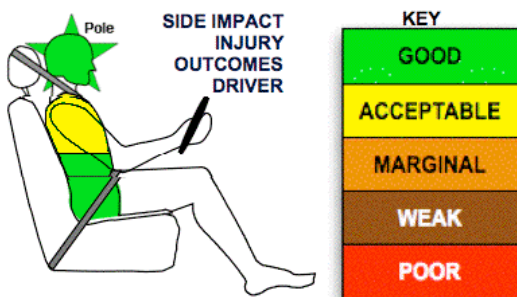 Pole
SIDE IMPACT
INJURY
OUTCOMES
DRIVER
KEY
GOOD
ACCEPTABLE
MARGINAL
WEAK
POOR